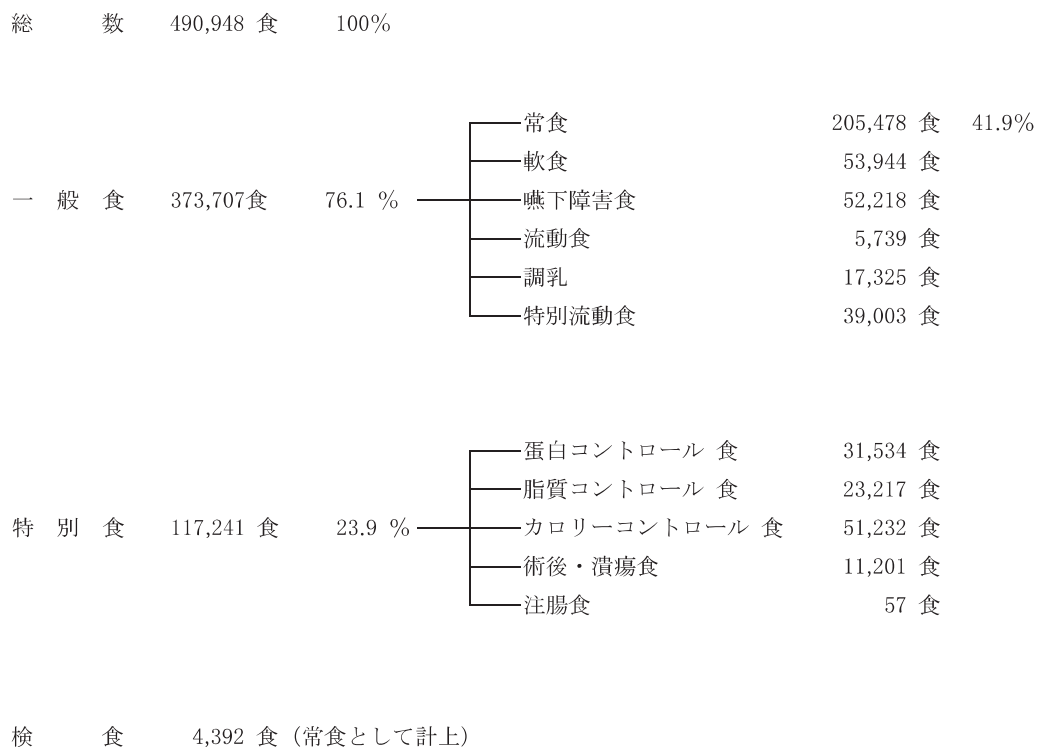 総 数 490,948 食 100%
常食 205,478 食 41.9%
軟食 53,944 食
一 般 食 373,707食 76.1 % 嚥下障害食 52,218 食
流動食 5,739 食
調乳 17,325 食
特別流動食 39,003 食
蛋白コントロール 食 31,534 食
脂質コントロール 食 23,217 食
特 別 食 117,241 食 23.9 % カロリーコントロール 食 51,232 食
術後・潰瘍食 11,201 食
注腸食 57 食
検 食 4,392 食 (常食として計上)